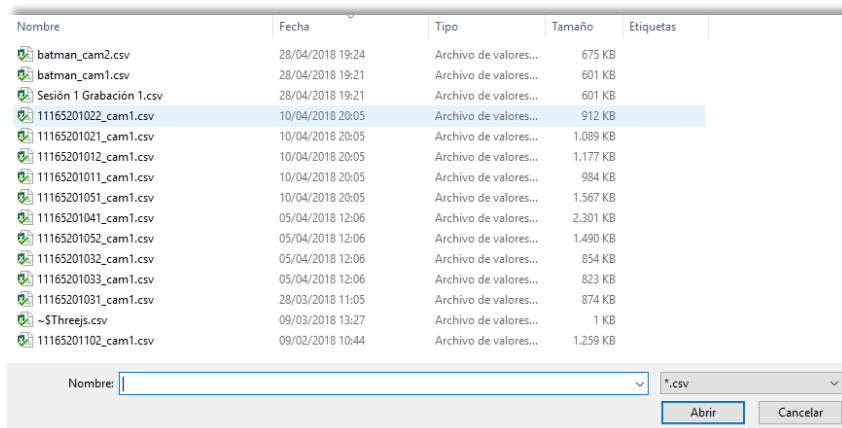 Nombre Fecha Tipo Tamaño Etiquetas
batman_cam2.csv 28/04/2018 19:24 Archivo de valores... 675 KB
batman_cam1.csv 28/04/2018 19:21 Archivo de valores... 601 KB
Sesión 1 Grabación 1.csv 28/04/2018 19:21 Archivo de valores... 601 KB
11165201022_cam1.csv 10/04/2018 20:05 Archivo de valores... 912 KB
11165201021_cam1.csv 10/04/2018 20:05 Archivo de valores... 1.089 KB
11165201012_cam1.csv 10/04/2018 20:05 Archivo de valores... 1.177 KB
11165201011_cam1.csv 10/04/2018 20:05 Archivo de valores... 984 KB
11165201051_cam1.csv 10/04/2018 20:05 Archivo de valores... 1.567 KB
11165201041_cam1.csv 05/04/2018 12:06 Archivo de valores... 2.301 KB
11165201052_cam1.csv 05/04/2018 12:06 Archivo de valores... 1.490 KB
11165201032_cam1.csv 05/04/2018 12:06 Archivo de valores... 854 KB
11165201033_cam1.csv 05/04/2018 12:06 Archivo de valores... 823 KB
11165201031_cam1.csv 28/03/2018 11:05 Archivo de valores... 874 KB
~$Threejs.csv 09/03/2018 13:27 Archivo de valores... 1 KB
11165201102_cam1.csv 09/02/2018 10:44 Archivo de valores... 1.259 KB
Nombre: *.csv
Abrir Cancelar